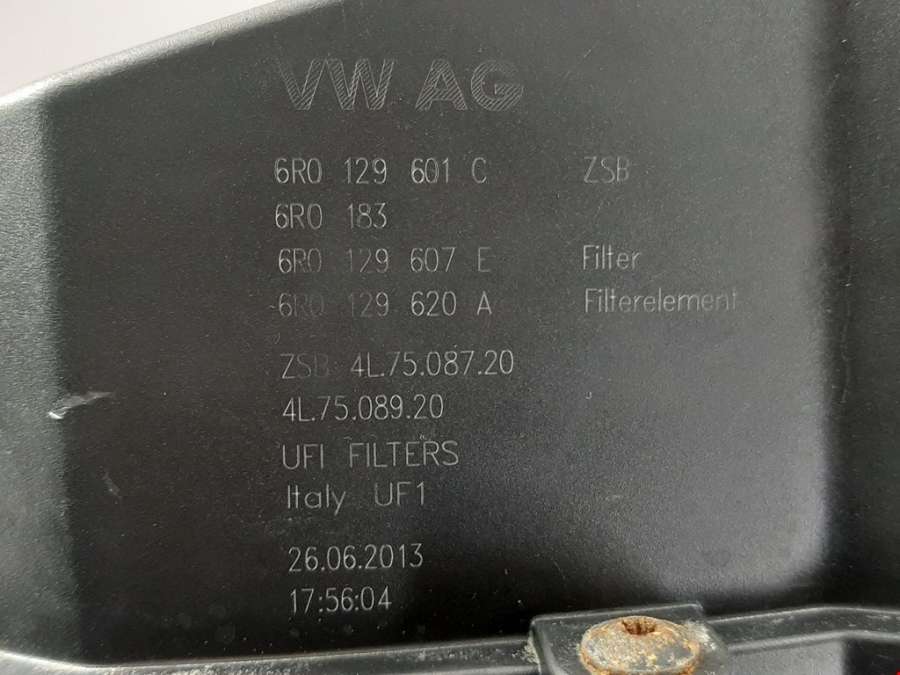 VW AG
6R0 129 601 C ZSB
6R0 183
6R0 129 607 E Filter
-6R0 129 620 A Filterelement
ZSB 4L.75.087.20
4L.75.089.20
UFI FILTERS
Italy UF1
26.06.2013
17:56:04